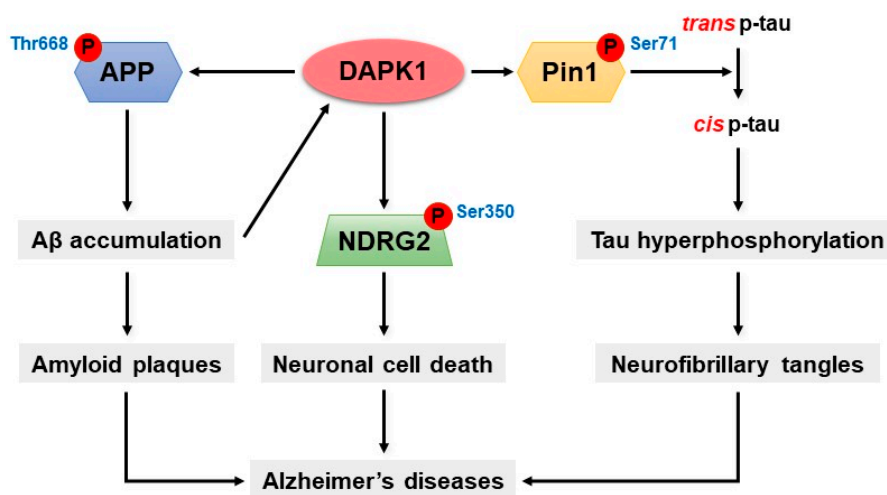 trans p-tau
Thr668
P
APP
DAPK1
P
Ser71
Pin1
cis p-tau
P
Ser350
NDRG2
Aβ accumulation
Tau hyperphosphorylation
Amyloid plaques
Neuronal cell death
Neurofibrillary tangles
Alzheimer's diseases